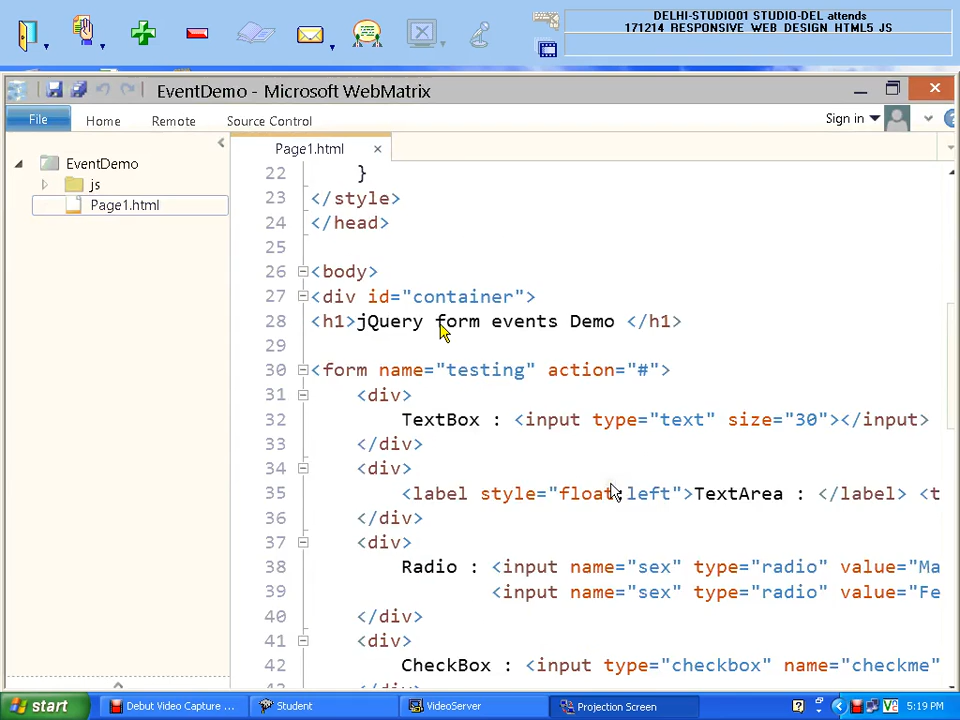 DELHI-STUDIO01 STUDIO-DEL attends
171214 RESPONSIVE WEB DESIGN HTML5 JS
EventDemo - Microsoft WebMatrix
File Home Remote Source Control Sign in
EventDemo
js
Page1.html
Page1.html
22 }
23 </style>
24 </head>
25
26 <body>
27 <div id="container">
28 <h1>jQuery form events Demo </h1>
29
30 <form name="testing" action="#">
31 <div>
32 TextBox : <input type="text" size="30"></input>
33 </div>
34 <div>
35 <label style="float:left">TextArea : </label> <t
36 </div>
37 <div>
38 Radio : <input name="sex" type="radio" value="Ma
39 <input name="sex" type="radio" value="Fe
40 </div>
41 <div>
42 CheckBox : <input type="checkbox" name="checkme"
start Debut Video Capture ... Student VideoServer Projection Screen 5:19 PM